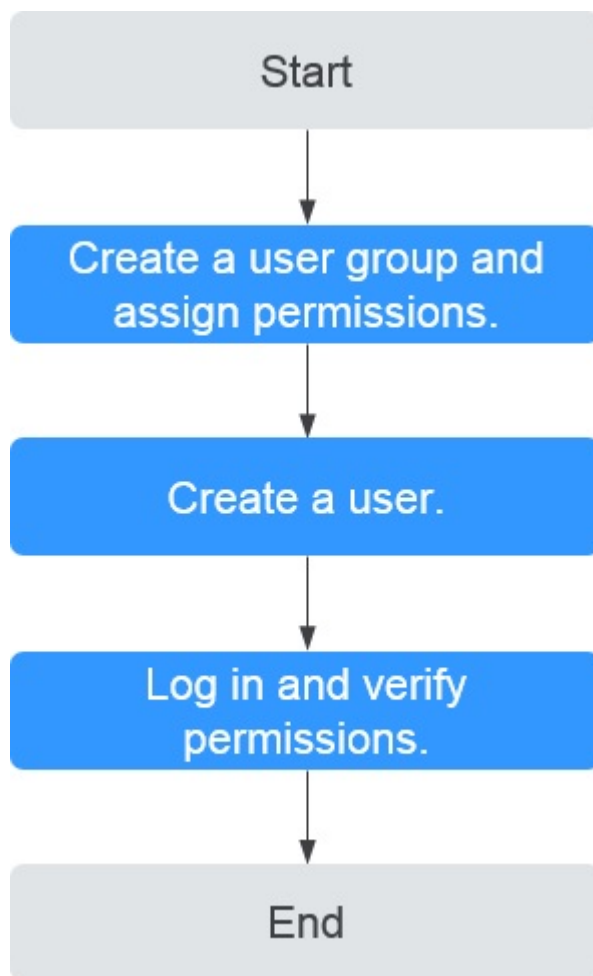 Start
Create a user group and
assign permissions.
Create a user.
Log in and verify
permissions.
End